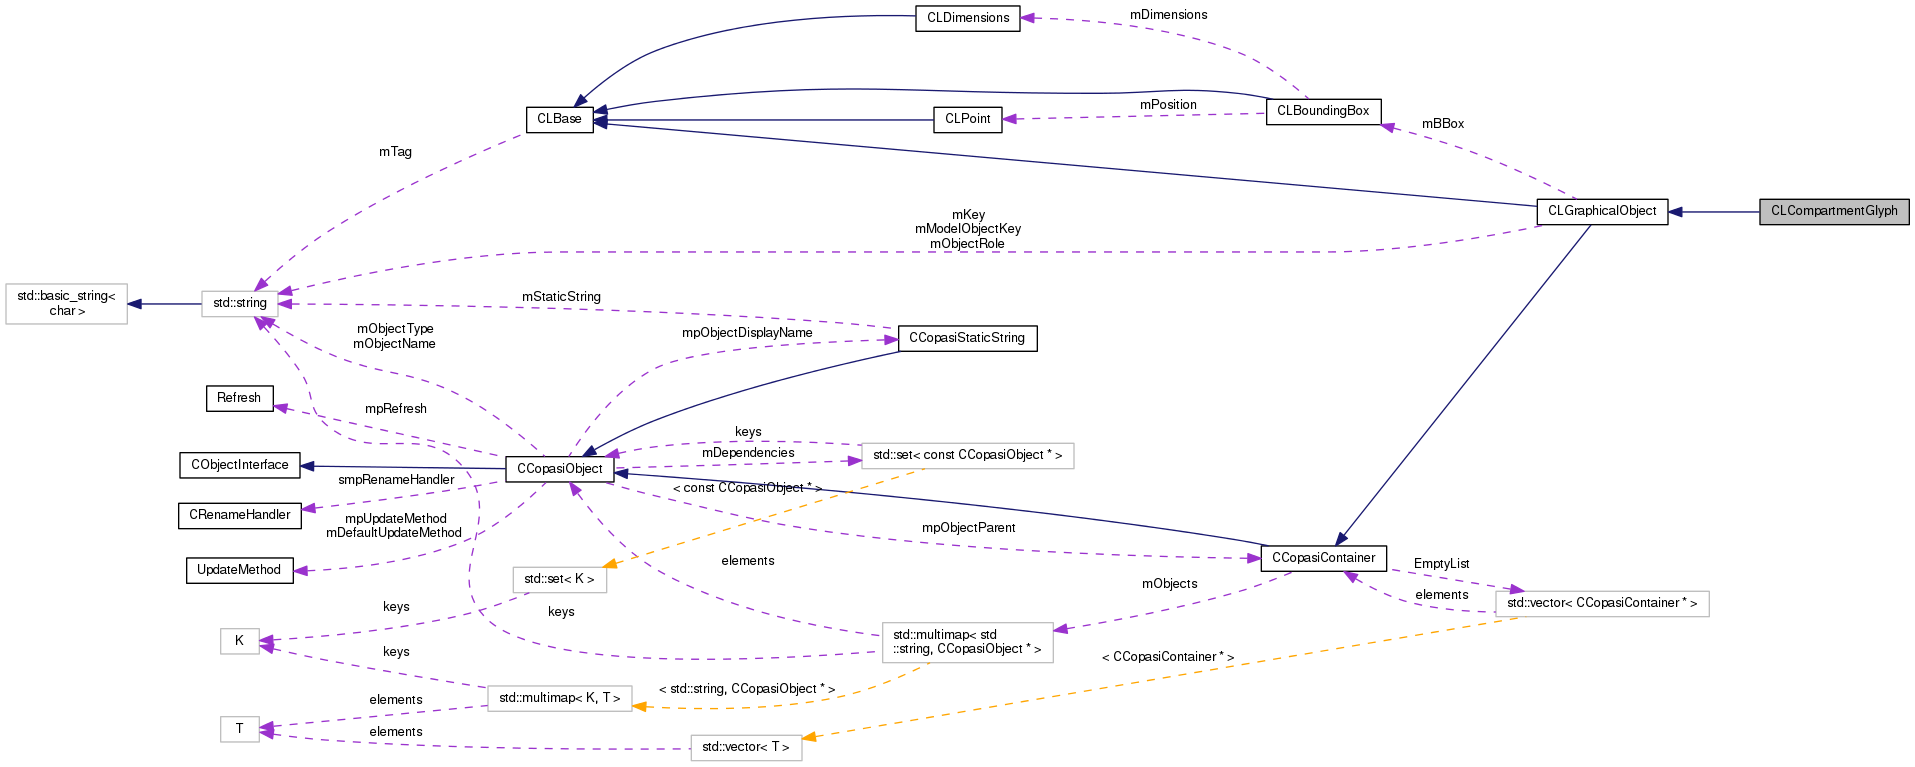 CLDimensions
mDimensions
CLBase
CLPoint
mPosition
CLBoundingBox
mBBox
mTag
CLGraphicalObject
CLCompartmentGlyph
mKey
mModelObjectKey
mObjectRole
std::basic_string<
char >
std::string
mStaticString
mObjectType
mObjectName
mpObjectDisplayName
CCopasiStaticString
Refresh
mpRefresh
keys
mDependencies
std::set< const CCopasiObject * >
CObjectInterface
CCopasiObject
smpRenameHandler
< const CCopasiObject * >
CRenameHandler
mpUpdateMethod
mDefaultUpdateMethod
mpObjectParent
CCopasiContainer
UpdateMethod
elements
EmptyList
std::set< K >
mObjects
elements
std::vector< CCopasiContainer * >
keys
keys
K
std::multimap< std
::string, CCopasiObject * >
keys
< CCopasiContainer * >
elements
std::multimap< K, T >
< std::string, CCopasiObject * >
T
elements
std::vector< T >